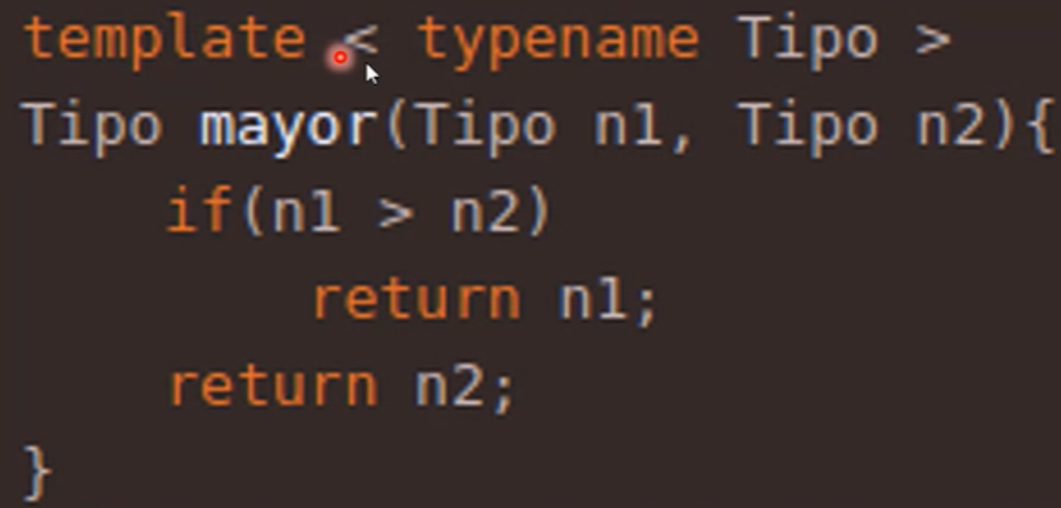 template < typename Tipo >
Tipo mayor(Tipo n1, Tipo n2){
    if(n1 > n2)
        return n1;
    return n2;
}